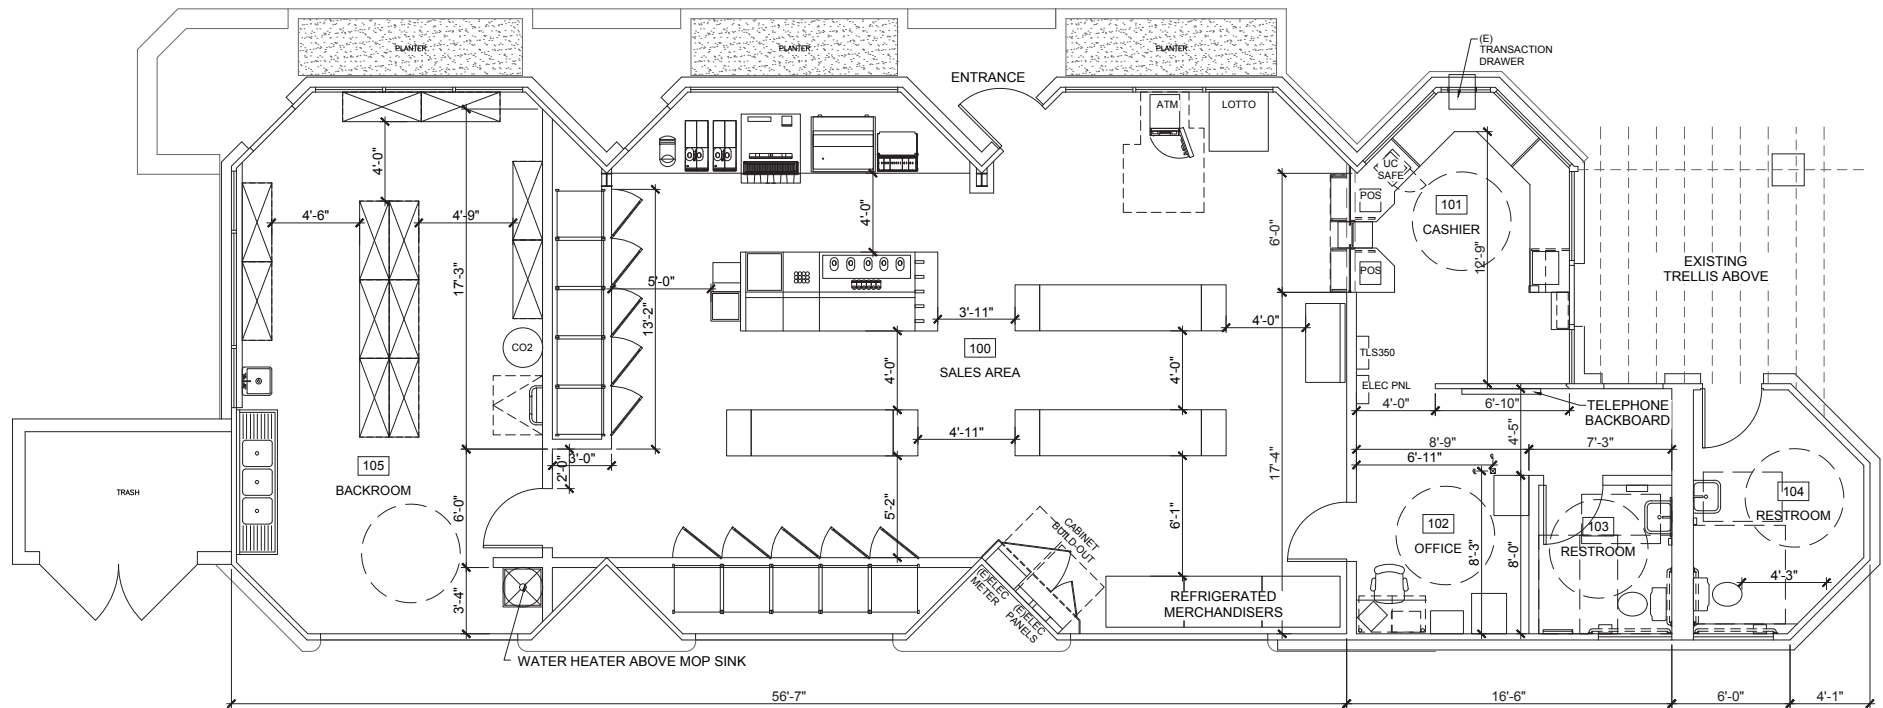 PLANTER
PLANTER
PLANTER
(E)
TRANSACTION
DRAWER
ENTRANCE
ATM
LOTTO
UC
SAFE
POS
101
CASHIER
4'-0"
4'-6"
4'-9"
17'-3"
4'-0"
6'-0"
12'-9"
EXISTING
TRELLIS ABOVE
POS
5'-0"
13'-2"
3'-11"
4'-0"
CO2
100
SALES AREA
TLS350
ELEC PNL
4'-0"
4'-0"
4'-0"
6'-10"
TELEPHONE
BACKBOARD
4'-11"
4'-5"
8'-9"
7'-3"
6'-11"
105
BACKROOM
3'-0"
2'-0"
17'-4"
TRASH
6'-0"
5'-2"
6'-1"
CABINET
BUILD-OUT
102
OFFICE
8'-3"
8'-0"
103
RESTROOM
104
RESTROOM
4'-3"
3'-4"
(E)ELEC
METER
(E)ELEC
PANELS
REFRIGERATED
MERCHANDISERS
WATER HEATER ABOVE MOP SINK
56'-7"
16'-6"
6'-0"
4'-1"